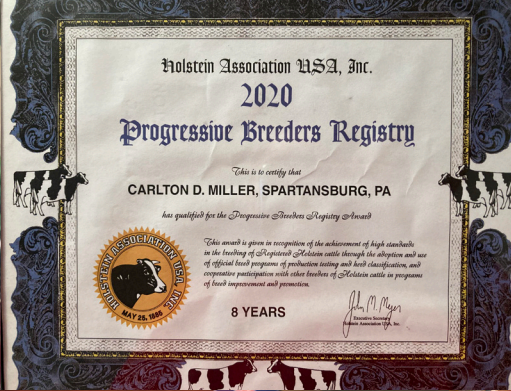 Holstein Association USA, Inc.
2020
Progressive Breeders Registry
This is to certify that
CARLTON D. MILLER, SPARTANSBURG, PA
has qualified for the Progressive Breeders Registry Award
This award is given in recognition of the achievement of high standards
in the breeding of Registered Holstein cattle through the adoption and use
of official breed programs of production testing and herd classification, and
cooperative participation with other breeders of Holstein cattle in programs
of breed improvement and promotion.
HOLSTEIN ASSOCIATION USA, INC.
MAY 25, 1885
8 YEARS
John M. Meyer
Executive Secretary
Holstein Association USA, Inc.